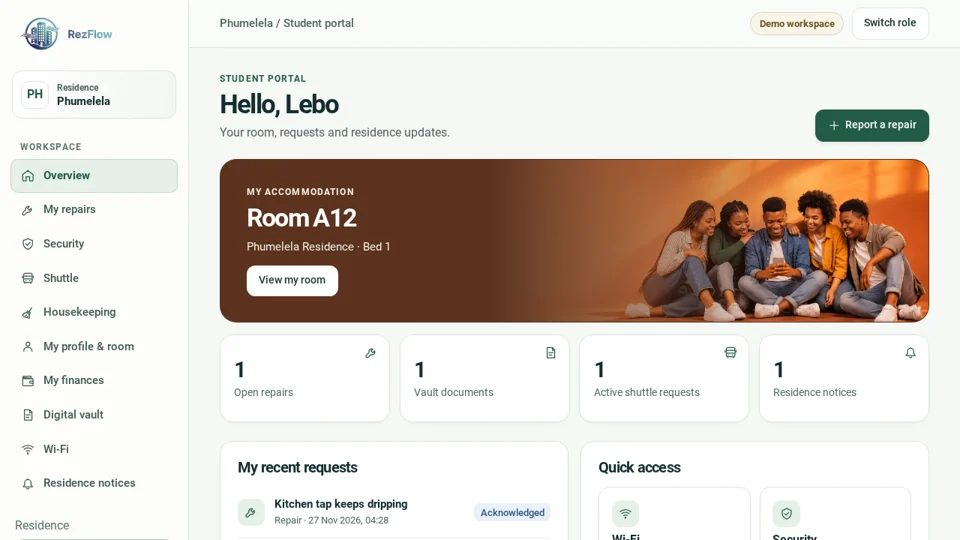 RezFlow
PH
Residence
Phumelela
WORKSPACE
Overview
My repairs
Security
Shuttle
Housekeeping
My profile & room
My finances
Digital vault
Wi-Fi
Residence notices
Residence
Phumelela / Student portal
Demo workspace
Switch role
STUDENT PORTAL
Hello, Lebo
Your room, requests and residence updates.
Report a repair
MY ACCOMMODATION
Room A12
Phumelela Residence · Bed 1
View my room
1
Open repairs
1
Vault documents
1
Active shuttle requests
1
Residence notices
My recent requests
Kitchen tap keeps dripping
Repair · 27 Nov 2026, 04:28
Acknowledged
Quick access
Wi-Fi
Security